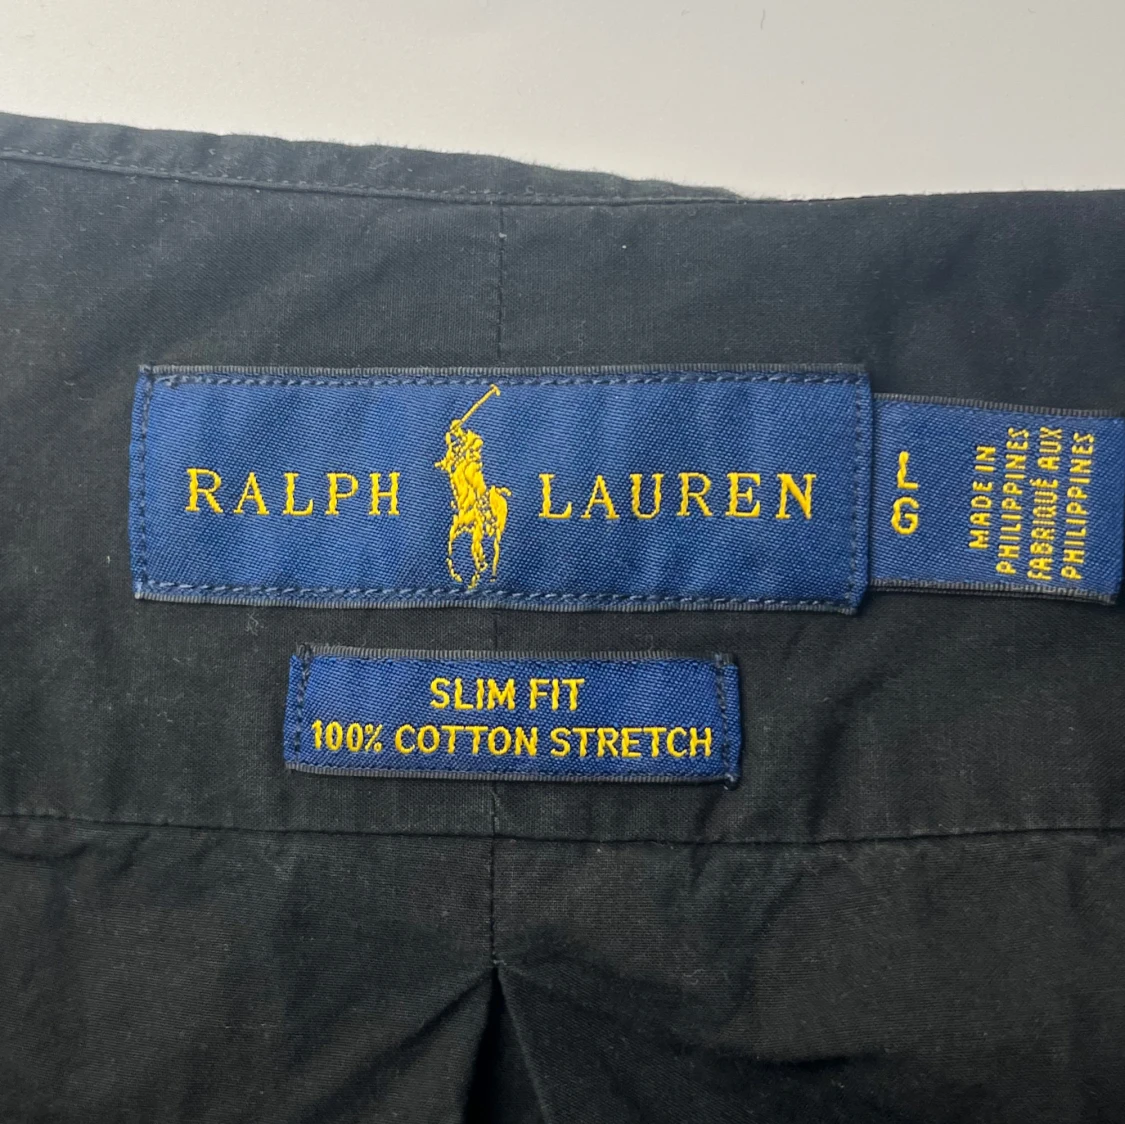 RALPH LAUREN
L
G
MADE IN
PHILIPPINES
FABRIQUÉ AUX
PHILIPPINES
SLIM FIT
100% COTTON STRETCH